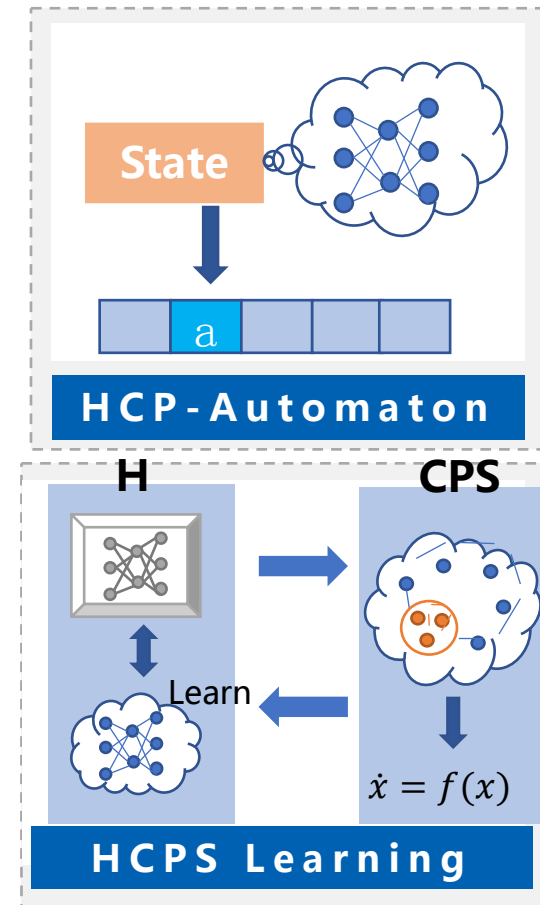 State
a
HCP-Automaton
H CPS
Learn
ẋ = f(x)
HCPS Learning